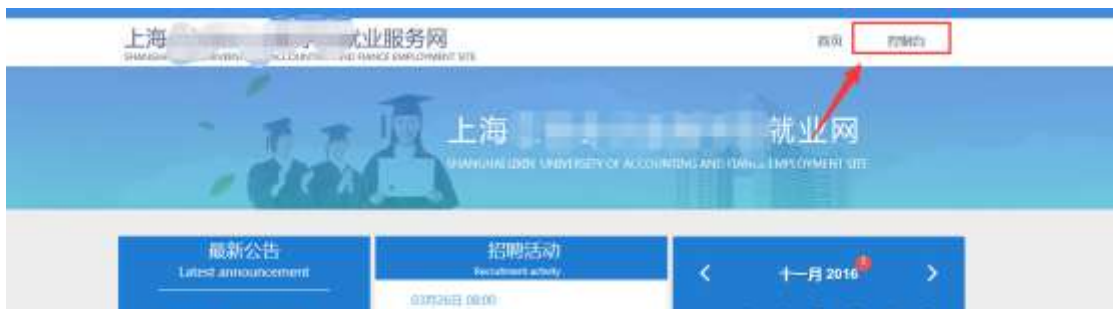 上海 就业服务网
首页 控制台
上海 就业网
SHANGHAI LIXIN UNIVERSITY OF ACCOUNTING AND FIANCE EMPLOYMENT SITE
最新公告
Latest announcement
招聘活动
Recruitment activity
03月26日 08:00
十一月 2016